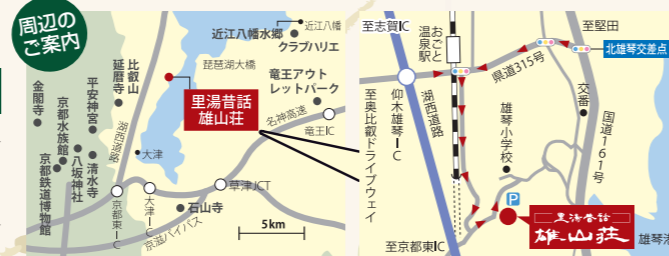 周辺の
ご案内
近江八幡水郷
近江八幡
クラブハリエ
琵琶湖大橋
竜王アウト
レットパーク
名神高速
竜王IC
里湯昔話
雄山荘
比叡山
延暦寺
平安神宮
京都水族館
金閣寺
清水寺
八坂神社
京都鉄道博物館
湖西道路
大津
京都東IC
大津IC
草津JCT
石山寺
京滋バイパス
5km
至志賀IC
おごと
温泉駅
至堅田
北雄琴交差点
県道315号
仰木雄琴IC
湖西道路
至奥比叡ドライブウェイ
雄琴小学校
交番
国道161号
P
里湯昔話
雄山荘
至京都東IC